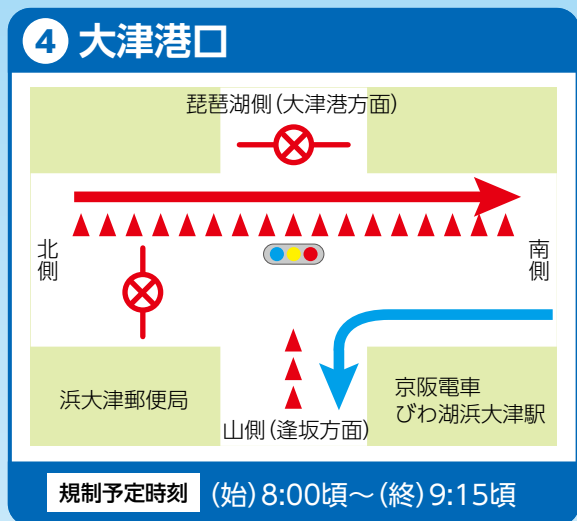 4 大津港口
琵琶湖側(大津港方面)
北側
南側
浜大津郵便局
京阪電車
びわ湖浜大津駅
山側(逢坂方面)
規制予定時刻 (始)8:00頃～(終)9:15頃